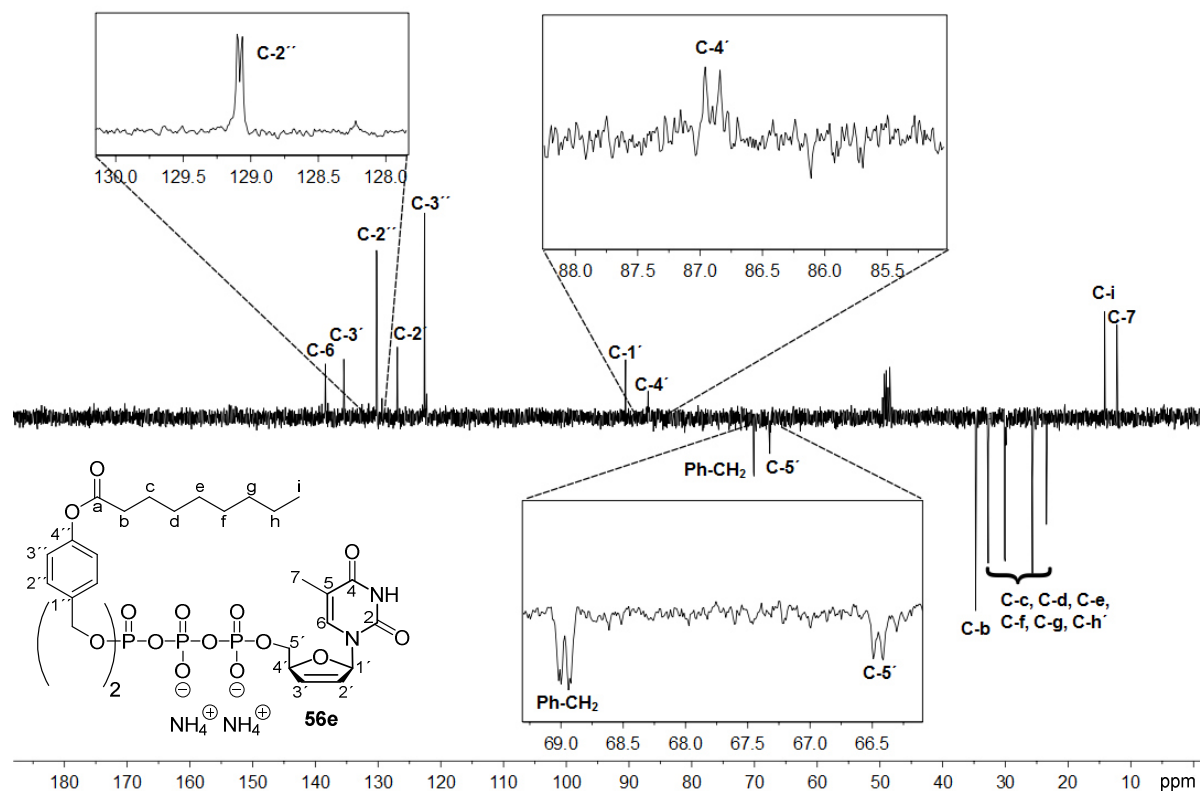 C-2´´
130.0 129.5 129.0 128.5 128.0
C-4´
88.0 87.5 87.0 86.5 86.0 85.5
C-3´´
C-2´´
C-6
C-3´
C-2´
C-1´
C-4´
C-i
C-7
Ph-CH2
C-5´
C-b
C-c, C-d, C-e,
C-f, C-g, C-h´
Ph-CH2
C-5´
69.0 68.5 68.0 67.5 67.0 66.5
O
a b c d e f g h i
O
4´´
3´´
2´´
1´´
O P O P O P O 5´
O O O
O O
⊖ ⊖
2
NH4⊕ NH4⊕
7 5 4 O
NH
6 N 2 O
4´ O 1´
3´ 2´
56e
180 170 160 150 140 130 120 110 100 90 80 70 60 50 40 30 20 10 ppm